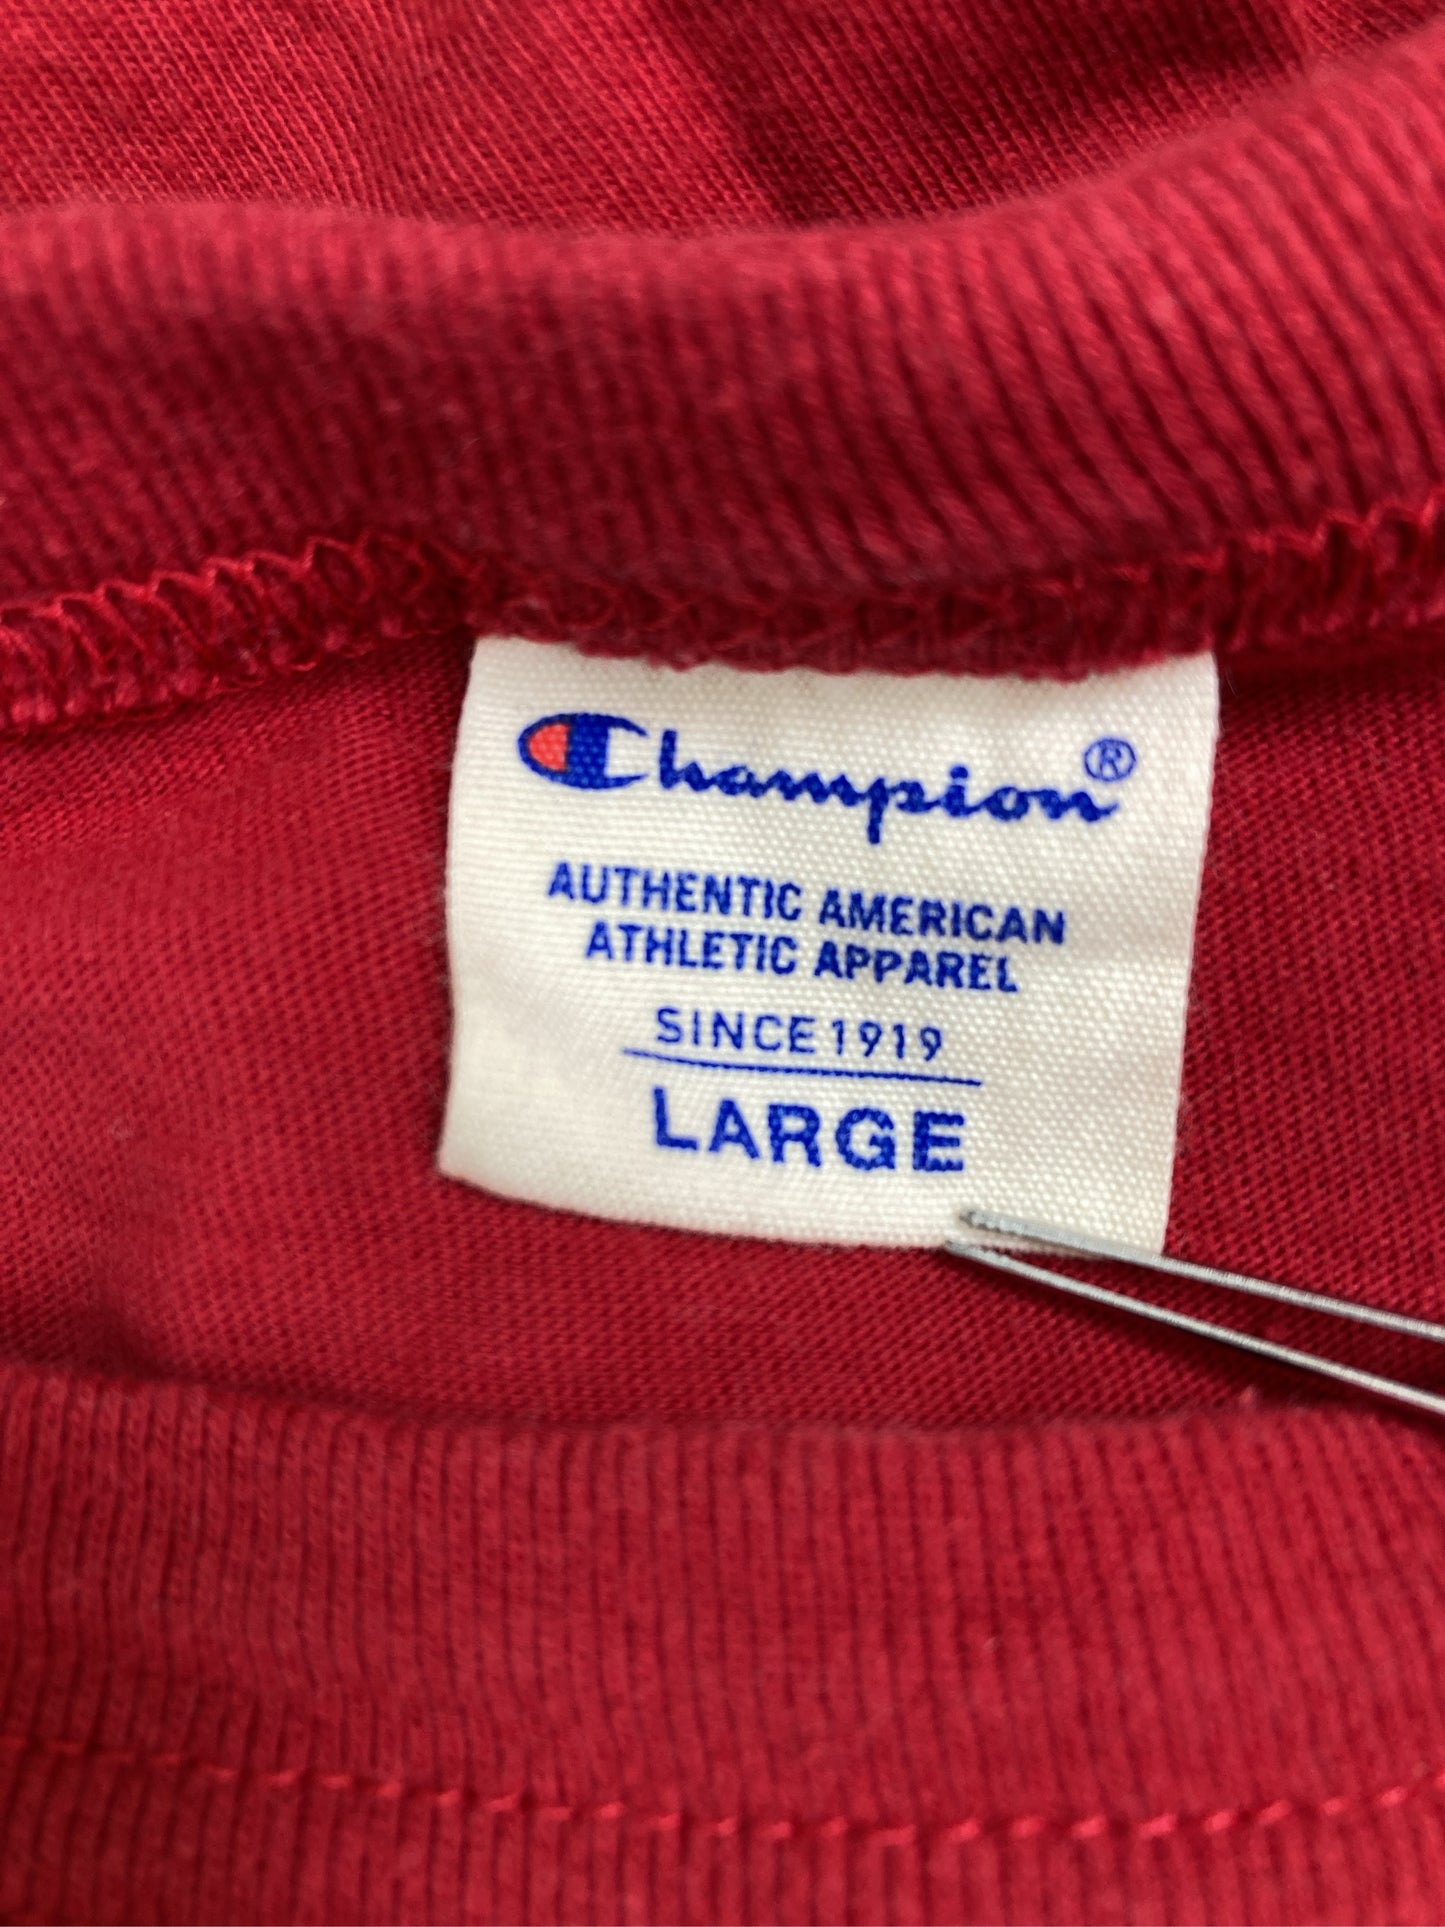 Champion®
AUTHENTIC AMERICAN
ATHLETIC APPAREL
SINCE 1919
LARGE